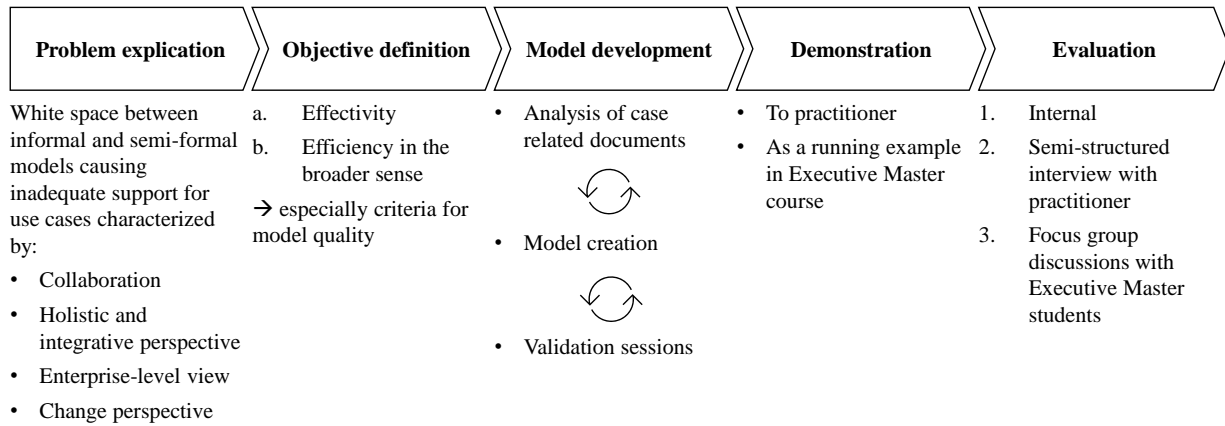 Problem explication
Objective definition
Model development
Demonstration
Evaluation
White space between
informal and semi-formal
models causing
inadequate support for
use cases characterized
by:
• Collaboration
• Holistic and
integrative perspective
• Enterprise-level view
• Change perspective
a. Effectivity
b. Efficiency in the
broader sense
→ especially criteria for
model quality
• Analysis of case
related documents
• Model creation
• Validation sessions
• To practitioner
• As a running example
in Executive Master
course
1. Internal
2. Semi-structured
interview with
practitioner
3. Focus group
discussions with
Executive Master
students